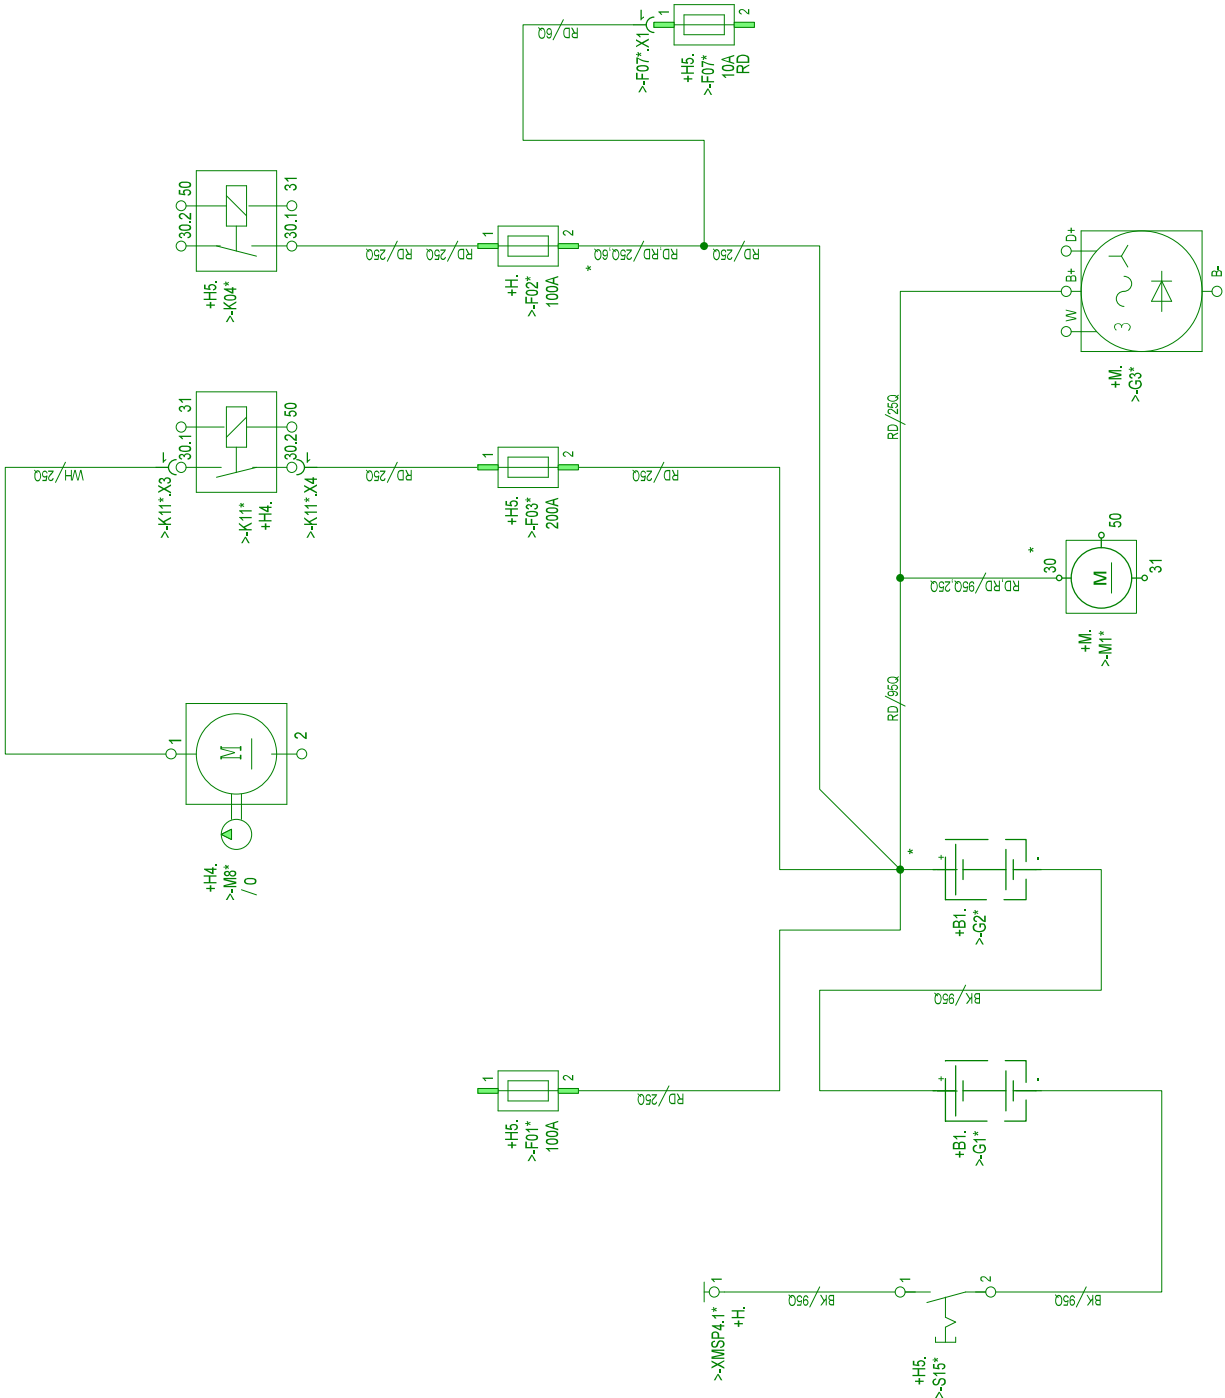 RD/6Q
1
>-F07*.X1
1
2
+H5.
>-F07*
10A
RD
30.2
50
30.1
31
+H5.
>-K04*
RD/25Q
RD/25Q
1
2
+H.
>-F02*
100A
RD,RD/25Q,6Q
*
RD/25Q
D+
B+
W
B-
3
+M.
>-G3*
RD/25Q
WH/25Q
1
>-K11*.X3
30.1
31
30.2
50
>-K11*
+H4.
1
>-K11*.X4
RD/25Q
1
2
+H5.
>-F03*
200A
RD/25Q
RD,RD/95Q,25Q
*
30
50
31
M
+M.
>-M1*
RD/95Q
1
2
M
+H4.
>-M8*
/ 0
*
+
-
+B1.
>-G2*
BK/95Q
1
2
+H5.
>-F01*
100A
RD/25Q
+
-
+B1.
>-G1*
1
>-XMSP4.1*
+H.
BK/95Q
1
2
+H5.
>-S15*
BK/95Q